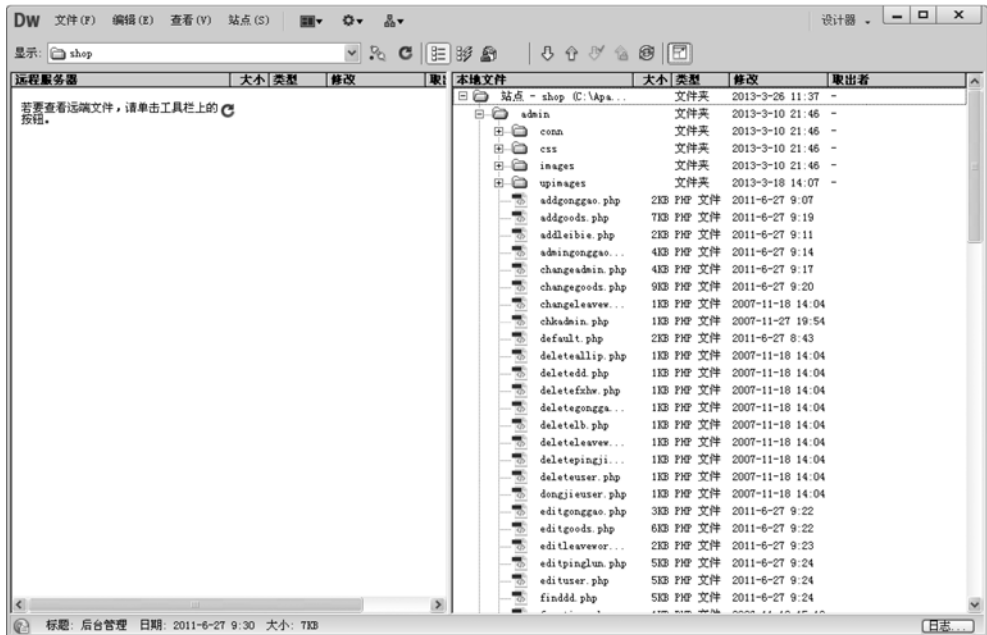 DW 文件(F) 编辑(E) 查看(V) 站点(S) 设计器
显示: shop
远程服务器 大小 类型 修改 取出
若要查看远端文件，请单击工具栏上的
按钮。
本地文件 大小 类型 修改 取出者
站点 - shop (C:\Apa... 文件夹 2013-3-26 11:37 -
admin 文件夹 2013-3-10 21:46 -
conn 文件夹 2013-3-10 21:46 -
css 文件夹 2013-3-10 21:46 -
images 文件夹 2013-3-10 21:46 -
upimages 文件夹 2013-3-18 14:07 -
addgonggao.php 2KB PHP 文件 2011-6-27 9:07
addgoods.php 7KB PHP 文件 2011-6-27 9:19
addleibie.php 2KB PHP 文件 2011-6-27 9:11
admingonggao... 4KB PHP 文件 2011-6-27 9:14
changeadmin.php 4KB PHP 文件 2011-6-27 9:17
changegoods.php 9KB PHP 文件 2011-6-27 9:20
changeleavew... 1KB PHP 文件 2007-11-18 14:04
chkadmin.php 1KB PHP 文件 2007-11-27 19:54
default.php 2KB PHP 文件 2011-6-27 8:43
deleteallip.php 1KB PHP 文件 2007-11-18 14:04
deletedd.php 1KB PHP 文件 2007-11-18 14:04
deletefxhw.php 1KB PHP 文件 2007-11-18 14:04
deletegongga... 1KB PHP 文件 2007-11-18 14:04
deletelb.php 1KB PHP 文件 2007-11-18 14:04
deleteleavew... 1KB PHP 文件 2007-11-18 14:04
deletepingji... 1KB PHP 文件 2007-11-18 14:04
deleteuser.php 1KB PHP 文件 2007-11-18 14:04
dongjieuser.php 1KB PHP 文件 2007-11-18 14:04
editgonggao.php 3KB PHP 文件 2011-6-27 9:22
editgoods.php 6KB PHP 文件 2011-6-27 9:22
editleavewor... 2KB PHP 文件 2011-6-27 9:23
editpinglun.php 5KB PHP 文件 2011-6-27 9:24
edituser.php 5KB PHP 文件 2011-6-27 9:24
finddd.php 5KB PHP 文件 2011-6-27 9:24
标题: 后台管理 日期: 2011-6-27 9:30 大小: 7KB 日志...